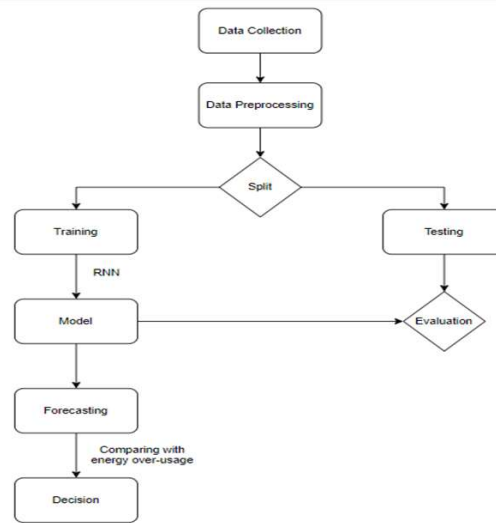 Data Collection
Data Preprocessing
Split
Training
Testing
RNN
Model
Evaluation
Forecasting
Comparing with
energy over-usage
Decision